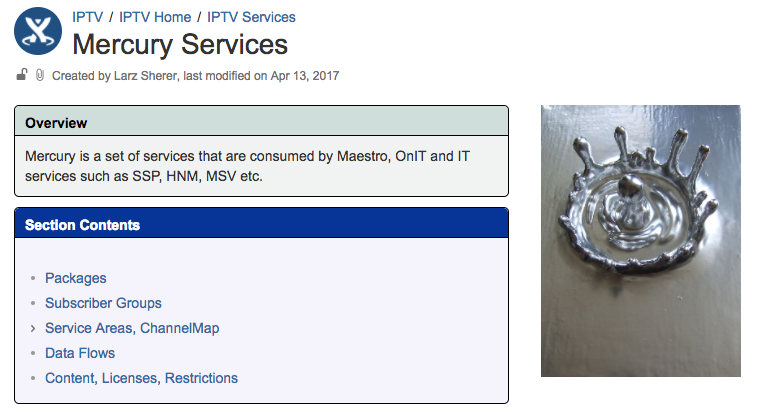 IPTV / IPTV Home / IPTV Services
Mercury Services
Created by Larz Sherer, last modified on Apr 13, 2017
Overview
Mercury is a set of services that are consumed by Maestro, OnIT and IT
services such as SSP, HNM, MSV etc.
Section Contents
Packages
Subscriber Groups
Service Areas, ChannelMap
Data Flows
Content, Licenses, Restrictions